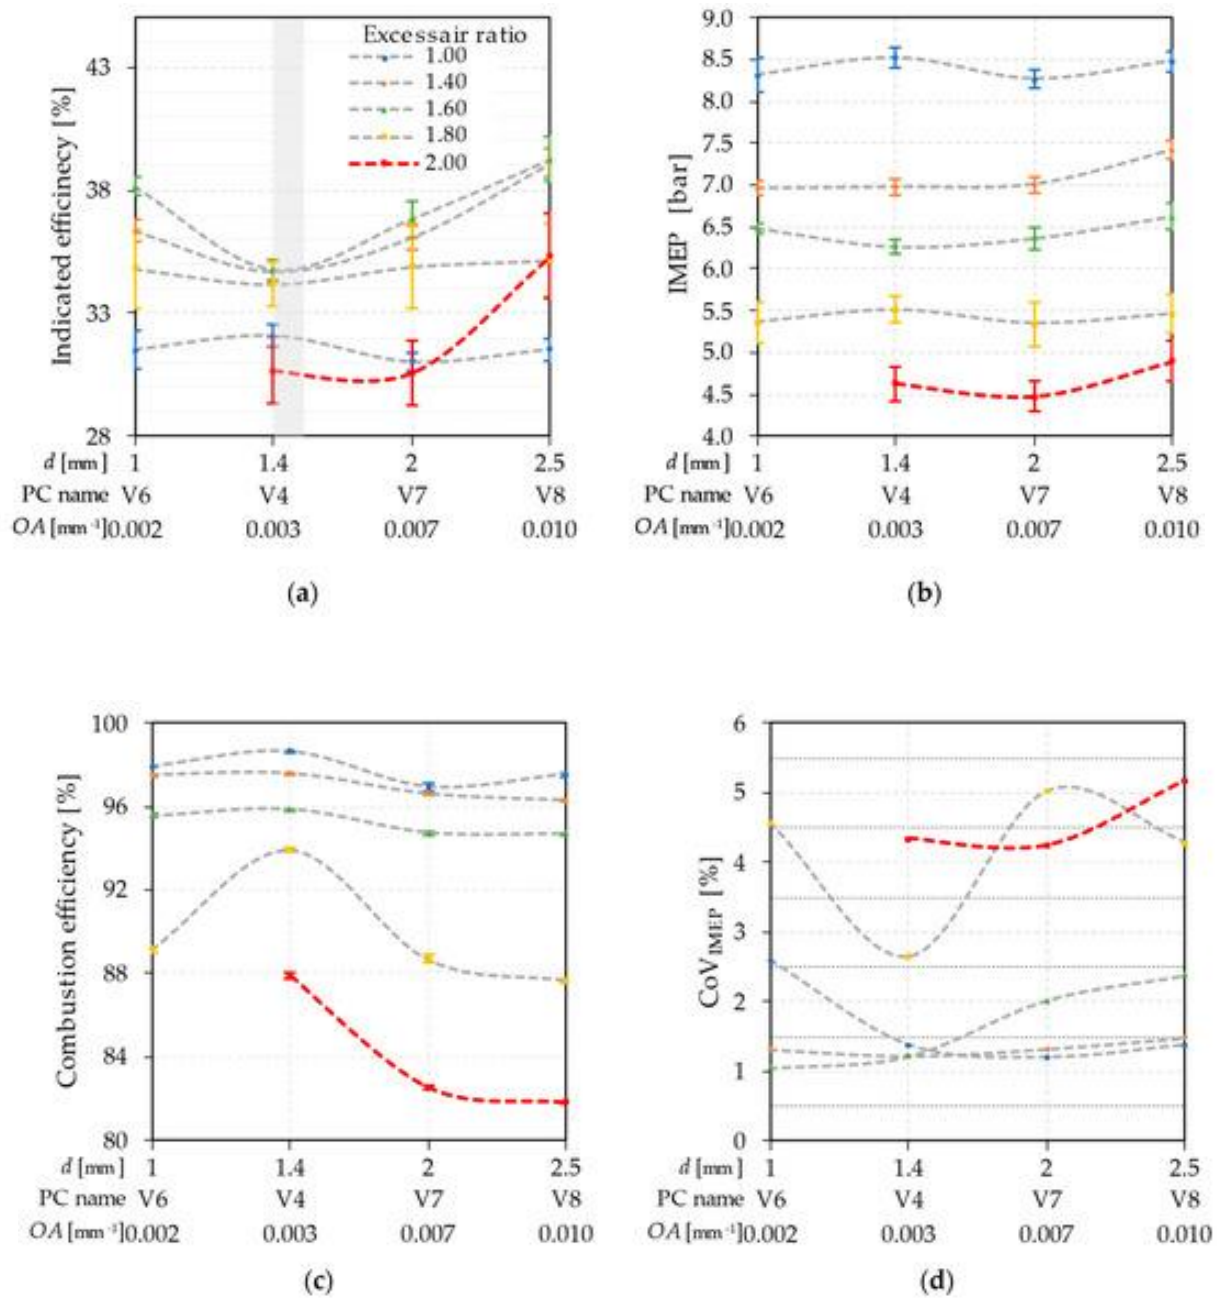 Indicated efficinecy [%]
43
38
33
28
Excessair ratio
1.00
1.40
1.60
1.80
2.00
d [mm] 1 1.4 2 2.5
PC name V6 V4 V7 V8
OA [mm⁻¹] 0.002 0.003 0.007 0.010
(a)
IMEP [bar]
9.0
8.5
8.0
7.5
7.0
6.5
6.0
5.5
5.0
4.5
4.0
d [mm] 1 1.4 2 2.5
PC name V6 V4 V7 V8
OA [mm⁻¹] 0.002 0.003 0.007 0.010
(b)
Combustion efficiency [%]
100
96
92
88
84
80
d [mm] 1 1.4 2 2.5
PC name V6 V4 V7 V8
OA [mm⁻¹] 0.002 0.003 0.007 0.010
(c)
CoV_IMEP [%]
6
5
4
3
2
1
0
d [mm] 1 1.4 2 2.5
PC name V6 V4 V7 V8
OA [mm⁻¹] 0.002 0.003 0.007 0.010
(d)